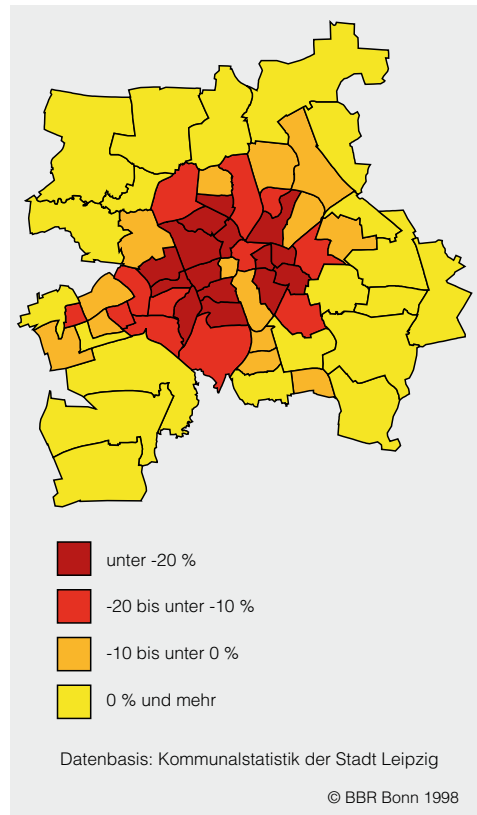 unter -20 %
-20 bis unter -10 %
-10 bis unter 0 %
0 % und mehr
Datenbasis: Kommunalstatistik der Stadt Leipzig
© BBR Bonn 1998